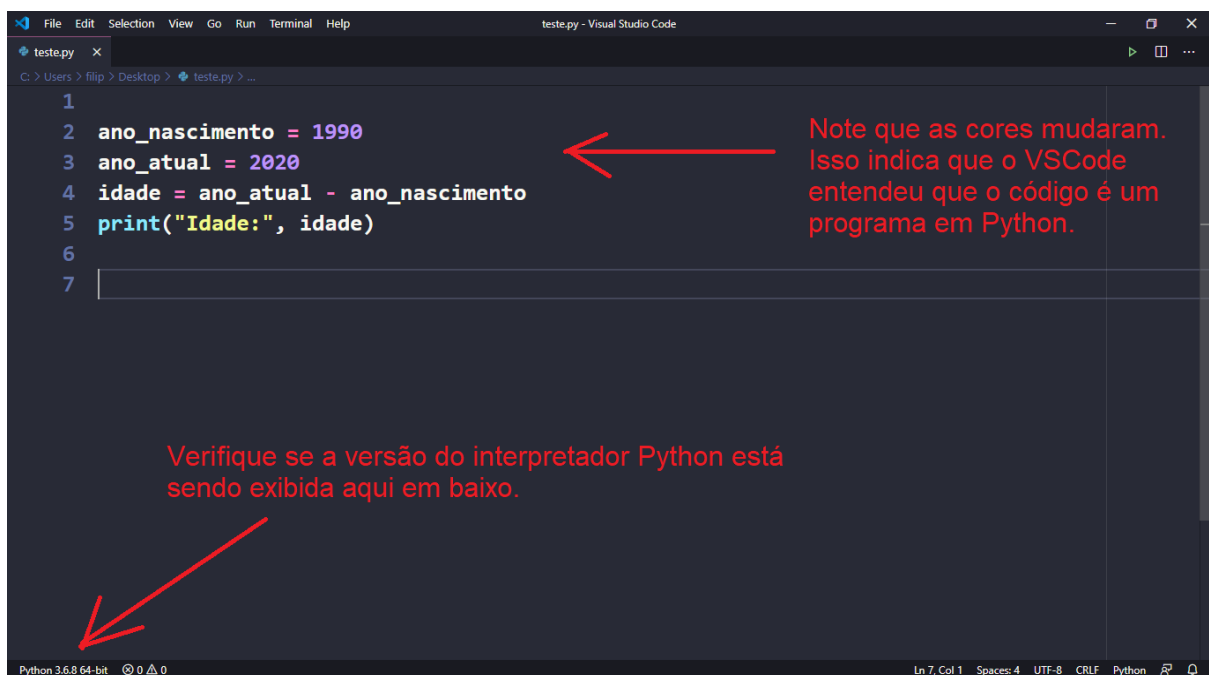 File Edit Selection View Go Run Terminal Help teste.py - Visual Studio Code
teste.py
C: > Users > filip > Desktop > teste.py > ...
1
2 ano_nascimento = 1990
3 ano_atual = 2020
4 idade = ano_atual - ano_nascimento
5 print("Idade:", idade)
6
7
Note que as cores mudaram.
Isso indica que o VSCode
entendeu que o código é um
programa em Python.
Verifique se a versão do interpretador Python está
sendo exibida aqui em baixo.
Python 3.6.8 64-bit 0 0 Ln 7, Col 1 Spaces: 4 UTF-8 CRLF Python